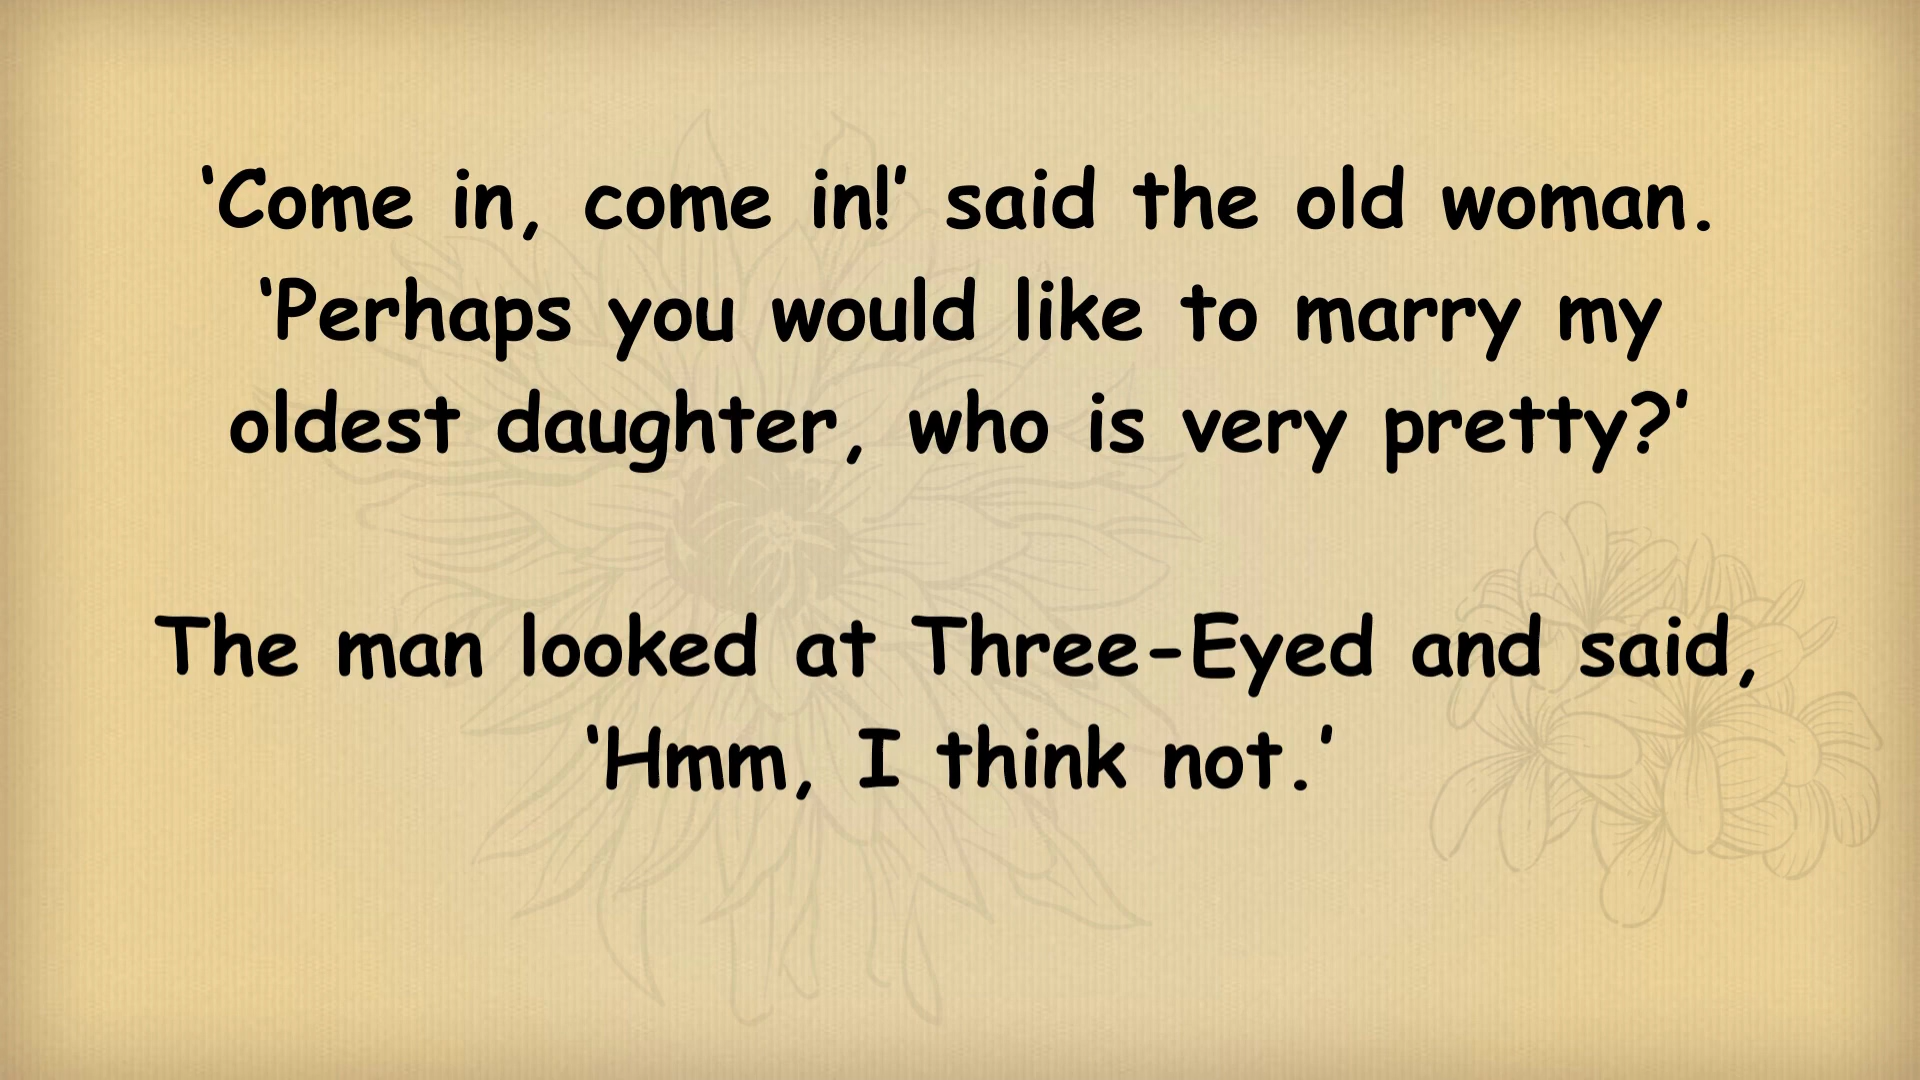 ‘Come in, come in!’ said the old woman.
‘Perhaps you would like to marry my
oldest daughter, who is very pretty?’
The man looked at Three-Eyed and said,
‘Hmm, I think not.’